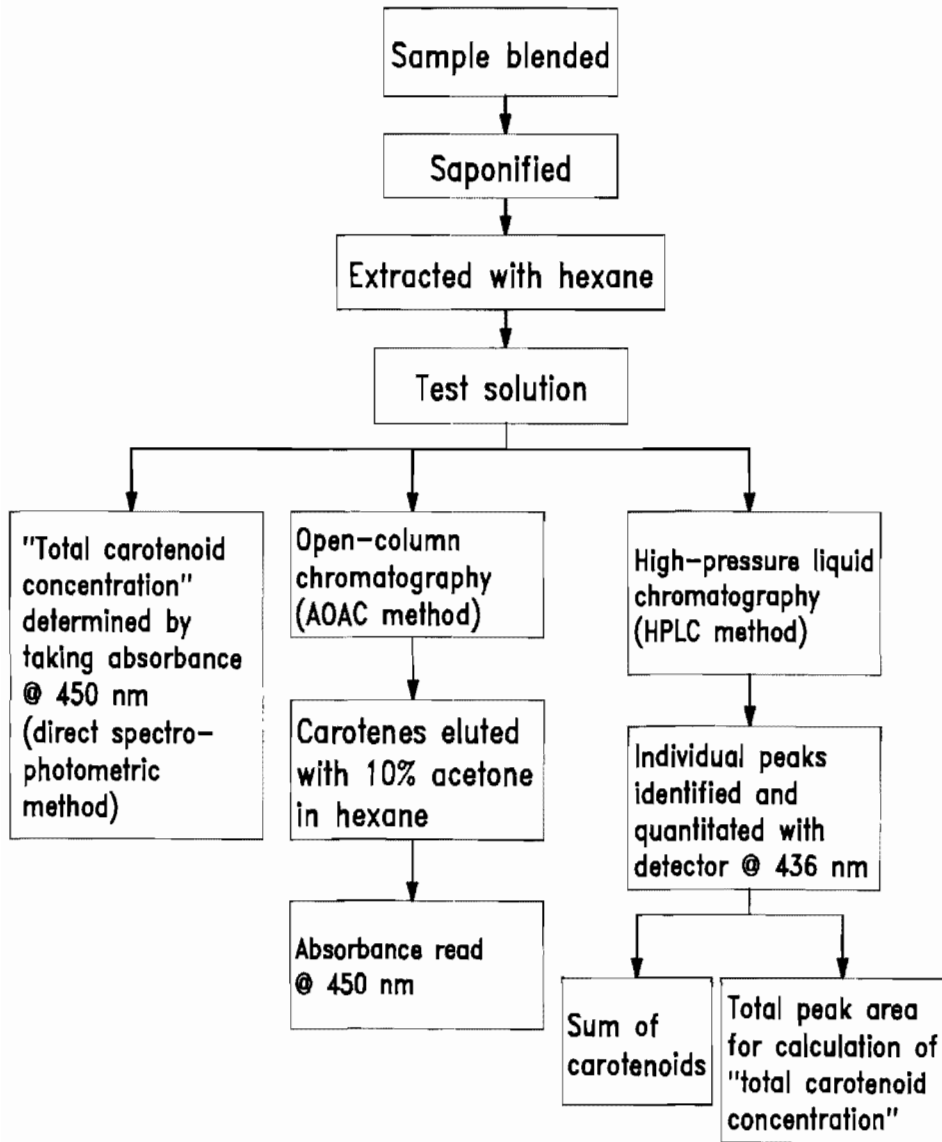 Sample blended
Saponified
Extracted with hexane
Test solution
"Total carotenoid
concentration"
determined by
taking absorbance
@ 450 nm
(direct spectro-
photometric
method)
Open-column
chromatography
(AOAC method)
Carotenes eluted
with 10% acetone
in hexane
Absorbance read
@ 450 nm
High-pressure liquid
chromatography
(HPLC method)
Individual peaks
identified and
quantitated with
detector @ 436 nm
Sum of
carotenoids
Total peak area
for calculation of
"total carotenoid
concentration"